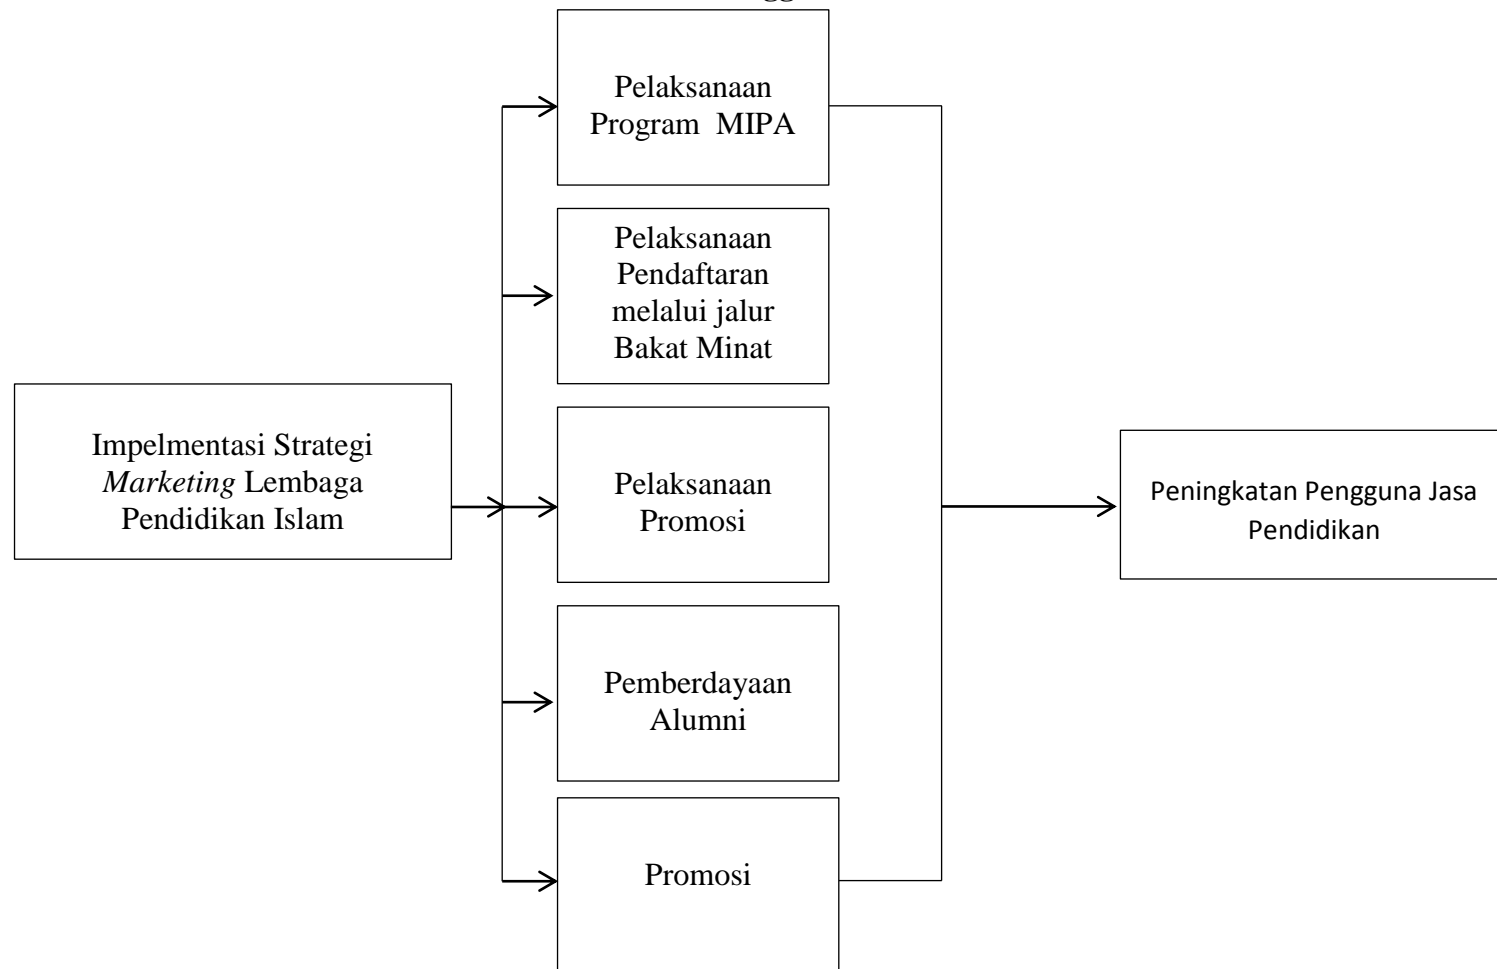 Pelaksanaan
Program MIPA
Pelaksanaan
Pendaftaran
melalui jalur
Bakat Minat
Impelmentasi Strategi
Marketing Lembaga
Pendidikan Islam
Pelaksanaan
Promosi
Peningkatan Pengguna Jasa
Pendidikan
Pemberdayaan
Alumni
Promosi